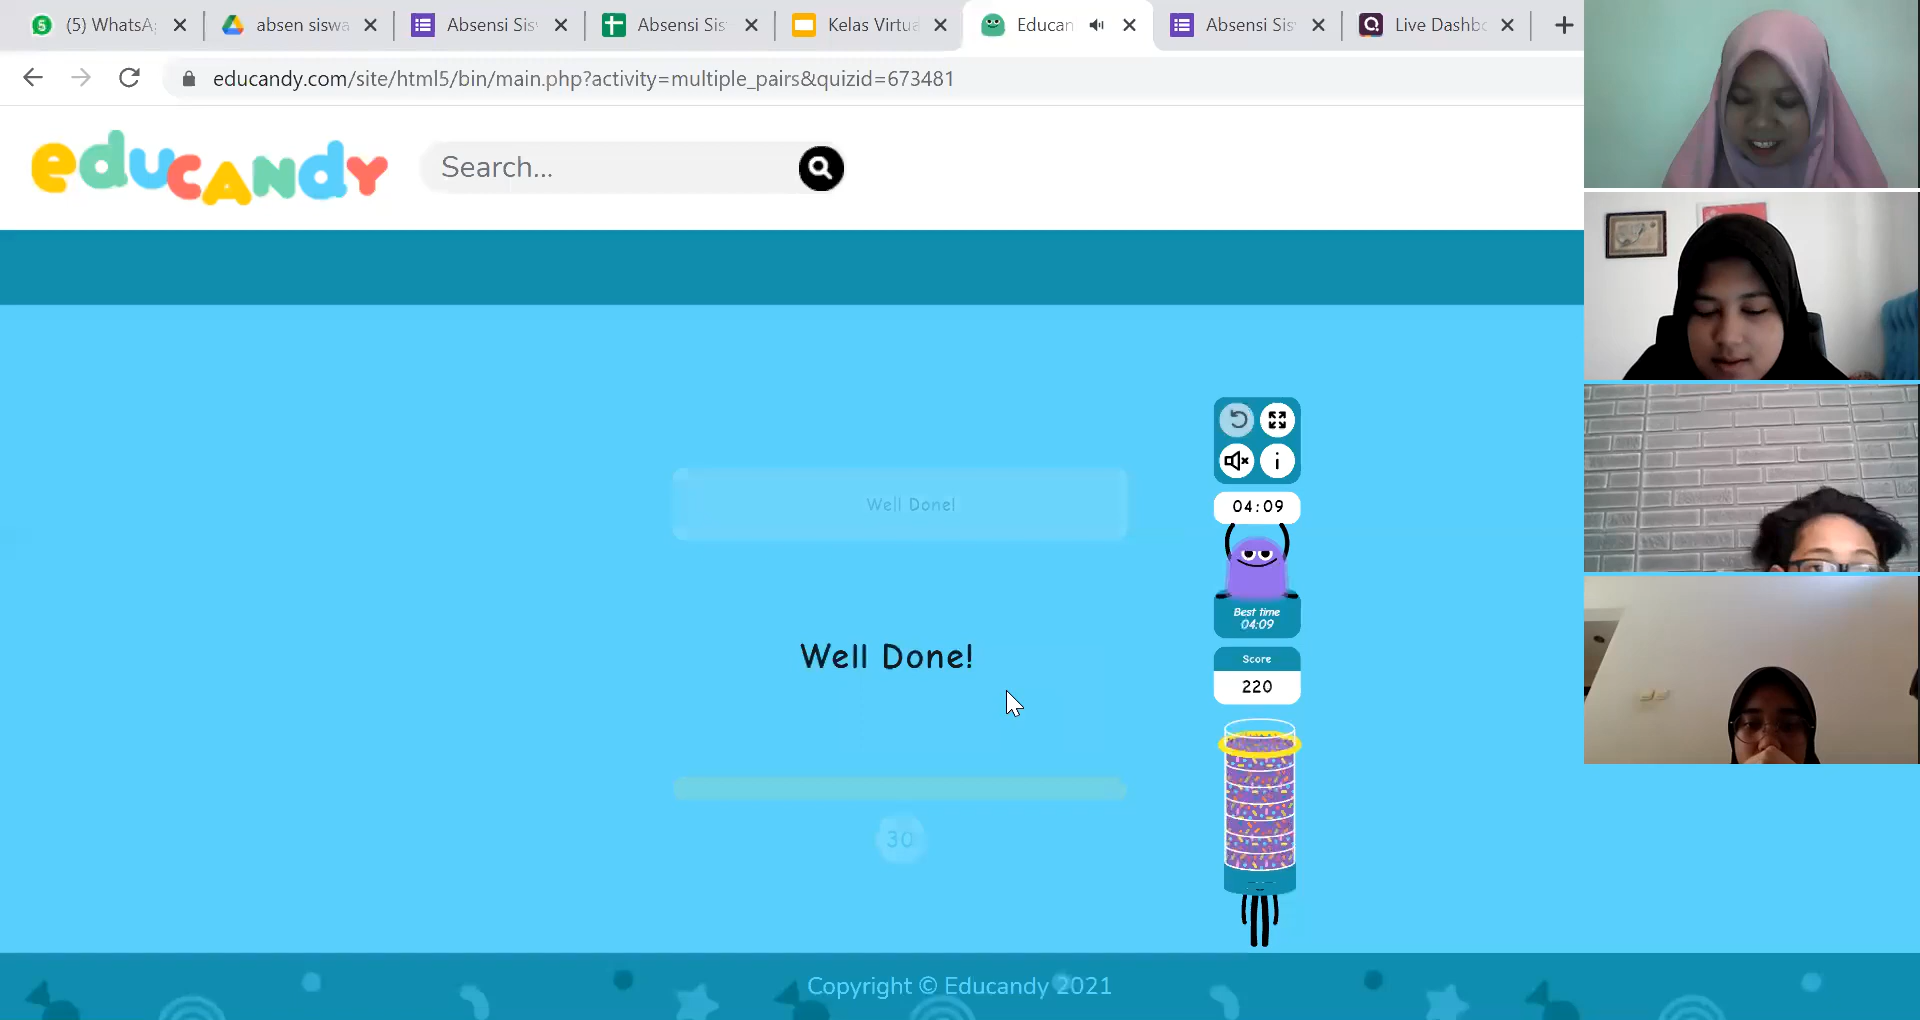 (5) WhatsA
absen siswa
Absensi Sis
Absensi Sis
Kelas Virtua
Educan
Absensi Sis
Live Dashbo
educandy.com/site/html5/bin/main.php?activity=multiple_pairs&quizid=673481
eduCANdy
Search...
Well Done!
04:09
Best time
04:09
Well Done!
Score
220
30
Copyright © Educandy 2021